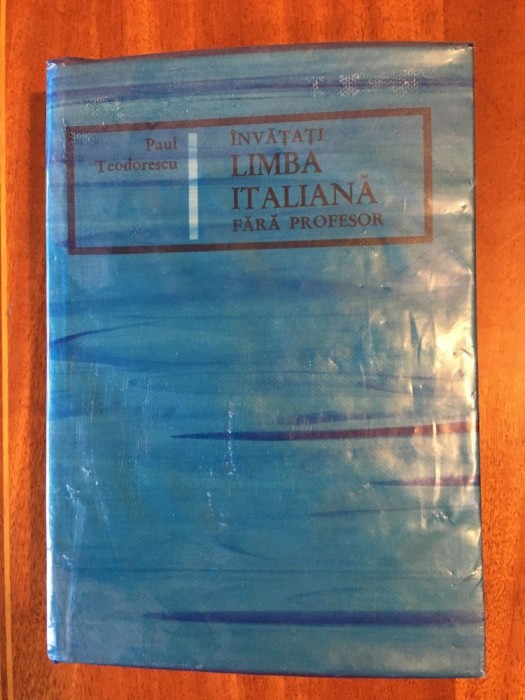 Paul
Teodorescu
ÎNVĂȚAȚI
LIMBA
ITALIANĂ
FĂRĂ PROFESOR